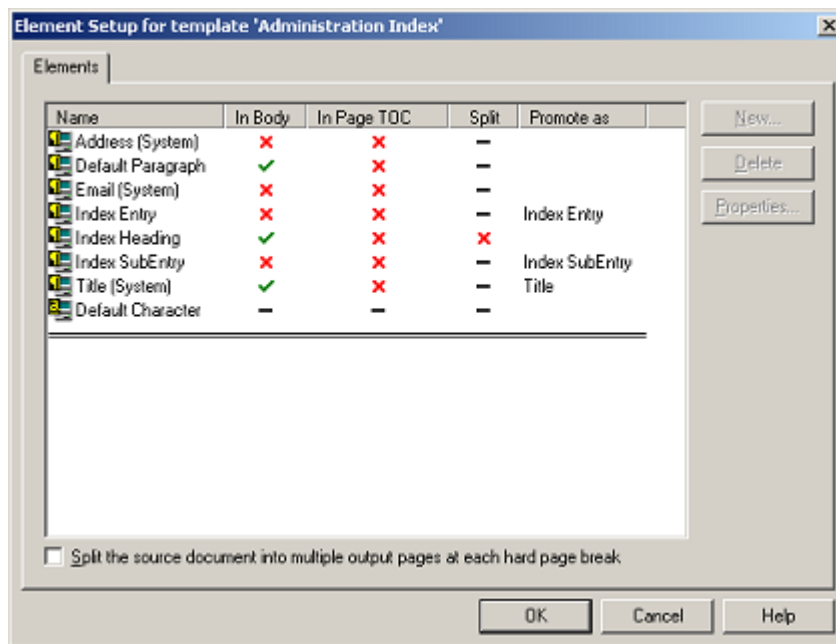 Element Setup for template 'Administration Index'
Elements
Name In Body In Page TOC Split Promote as
Address (System)
Default Paragraph
Email (System)
Index Entry Index Entry
Index Heading
Index SubEntry Index SubEntry
Title (System) Title
Default Character
New...
Delete
Properties...
Split the source document into multiple output pages at each hard page break
OK Cancel Help